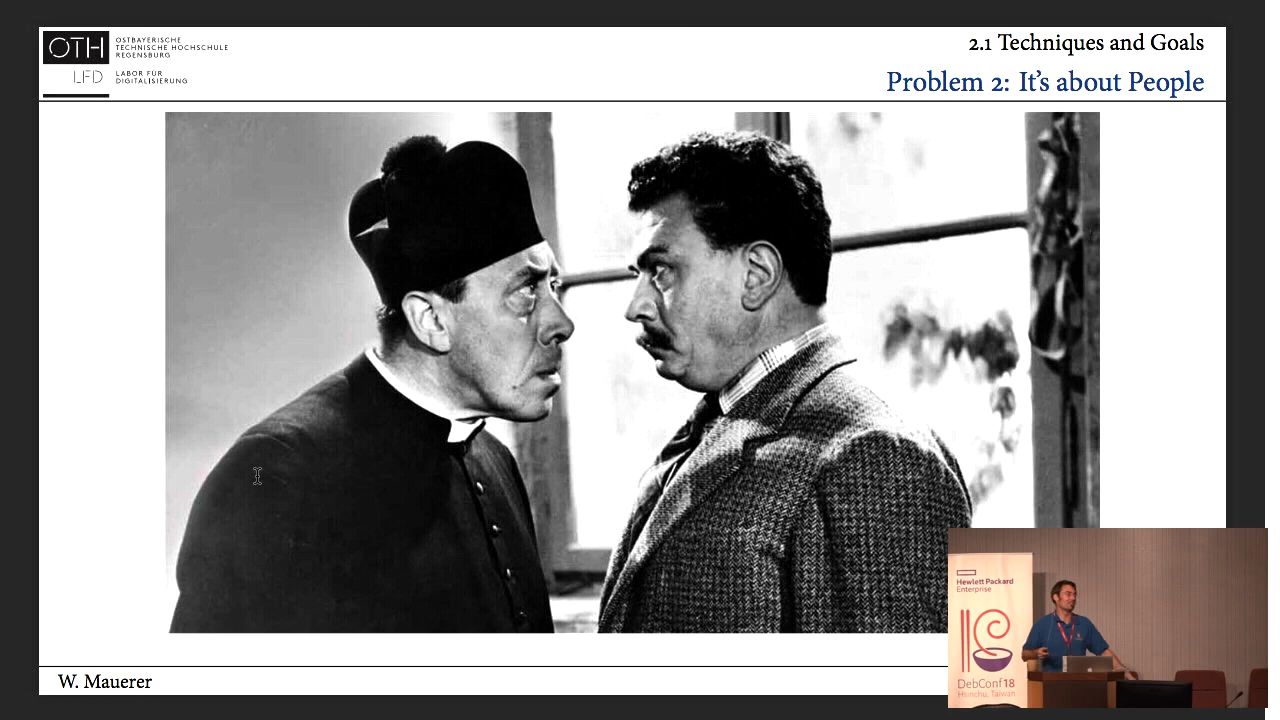 OTH
OSTBAYERISCHE
TECHNISCHE HOCHSCHULE
REGENSBURG
LFD
LABOR FÜR
DIGITALISIERUNG
2.1 Techniques and Goals
Problem 2: It's about People
W. Mauerer
Hewlett Packard
Enterprise
DebConf18
Hsinchu, Taiwan